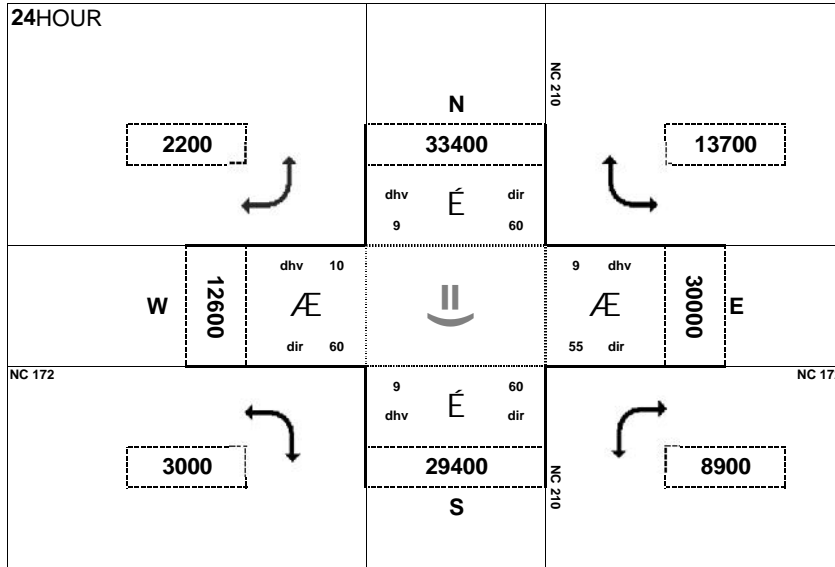 24HOUR
NC 210
N
2200
33400
13700
dhv
É
dir
9
60
dhv 10
9 dhv
W
12600
Æ
Æ
30000
E
dir 60
55 dir
NC 172
NC 172
9
60
dhv
É
dir
3000
29400
8900
NC 210
S